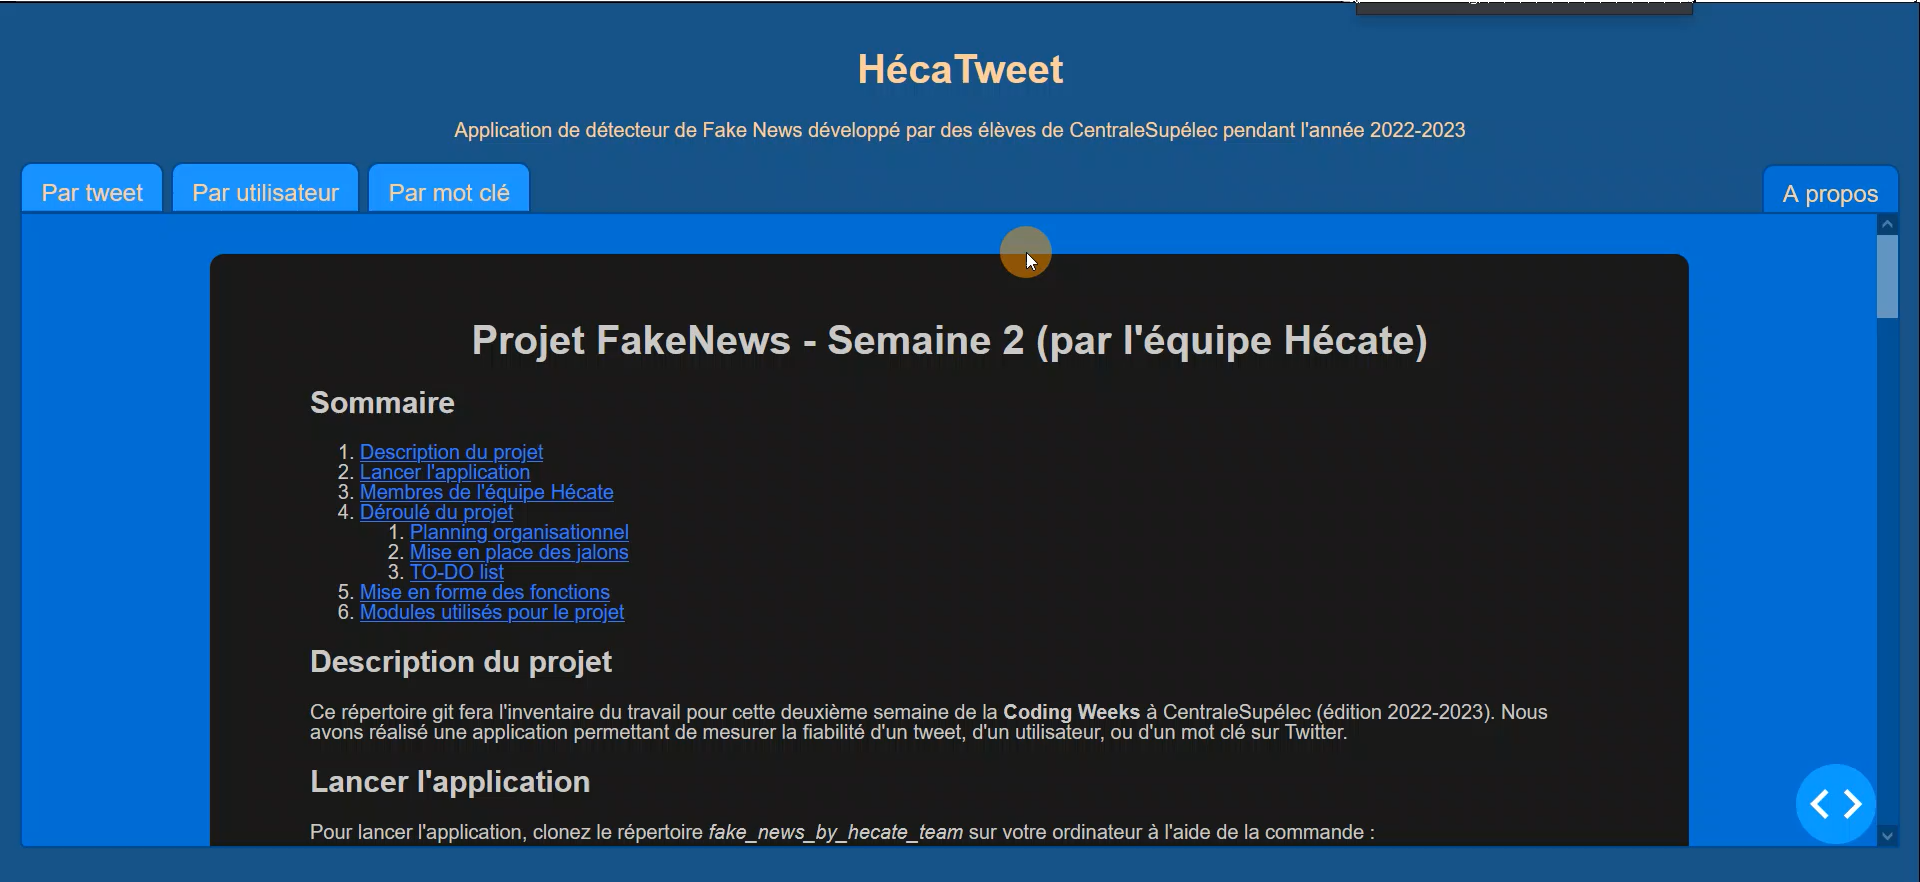 HécaTweet
Application de détecteur de Fake News développé par des élèves de CentraleSupélec pendant l'année 2022-2023
Par tweet
Par utilisateur
Par mot clé
A propos
Projet FakeNews - Semaine 2 (par l'équipe Hécate)
Sommaire
1. Description du projet
2. Lancer l'application
3. Membres de l'équipe Hécate
4. Déroulé du projet
1. Planning organisationnel
2. Mise en place des jalons
3. TO-DO list
5. Mise en forme des fonctions
6. Modules utilisés pour le projet
Description du projet
Ce répertoire git fera l'inventaire du travail pour cette deuxième semaine de la Coding Weeks à CentraleSupélec (édition 2022-2023). Nous
avons réalisé une application permettant de mesurer la fiabilité d'un tweet, d'un utilisateur, ou d'un mot clé sur Twitter.
Lancer l'application
Pour lancer l'application, clonez le répertoire fake_news_by_hecate_team sur votre ordinateur à l'aide de la commande :